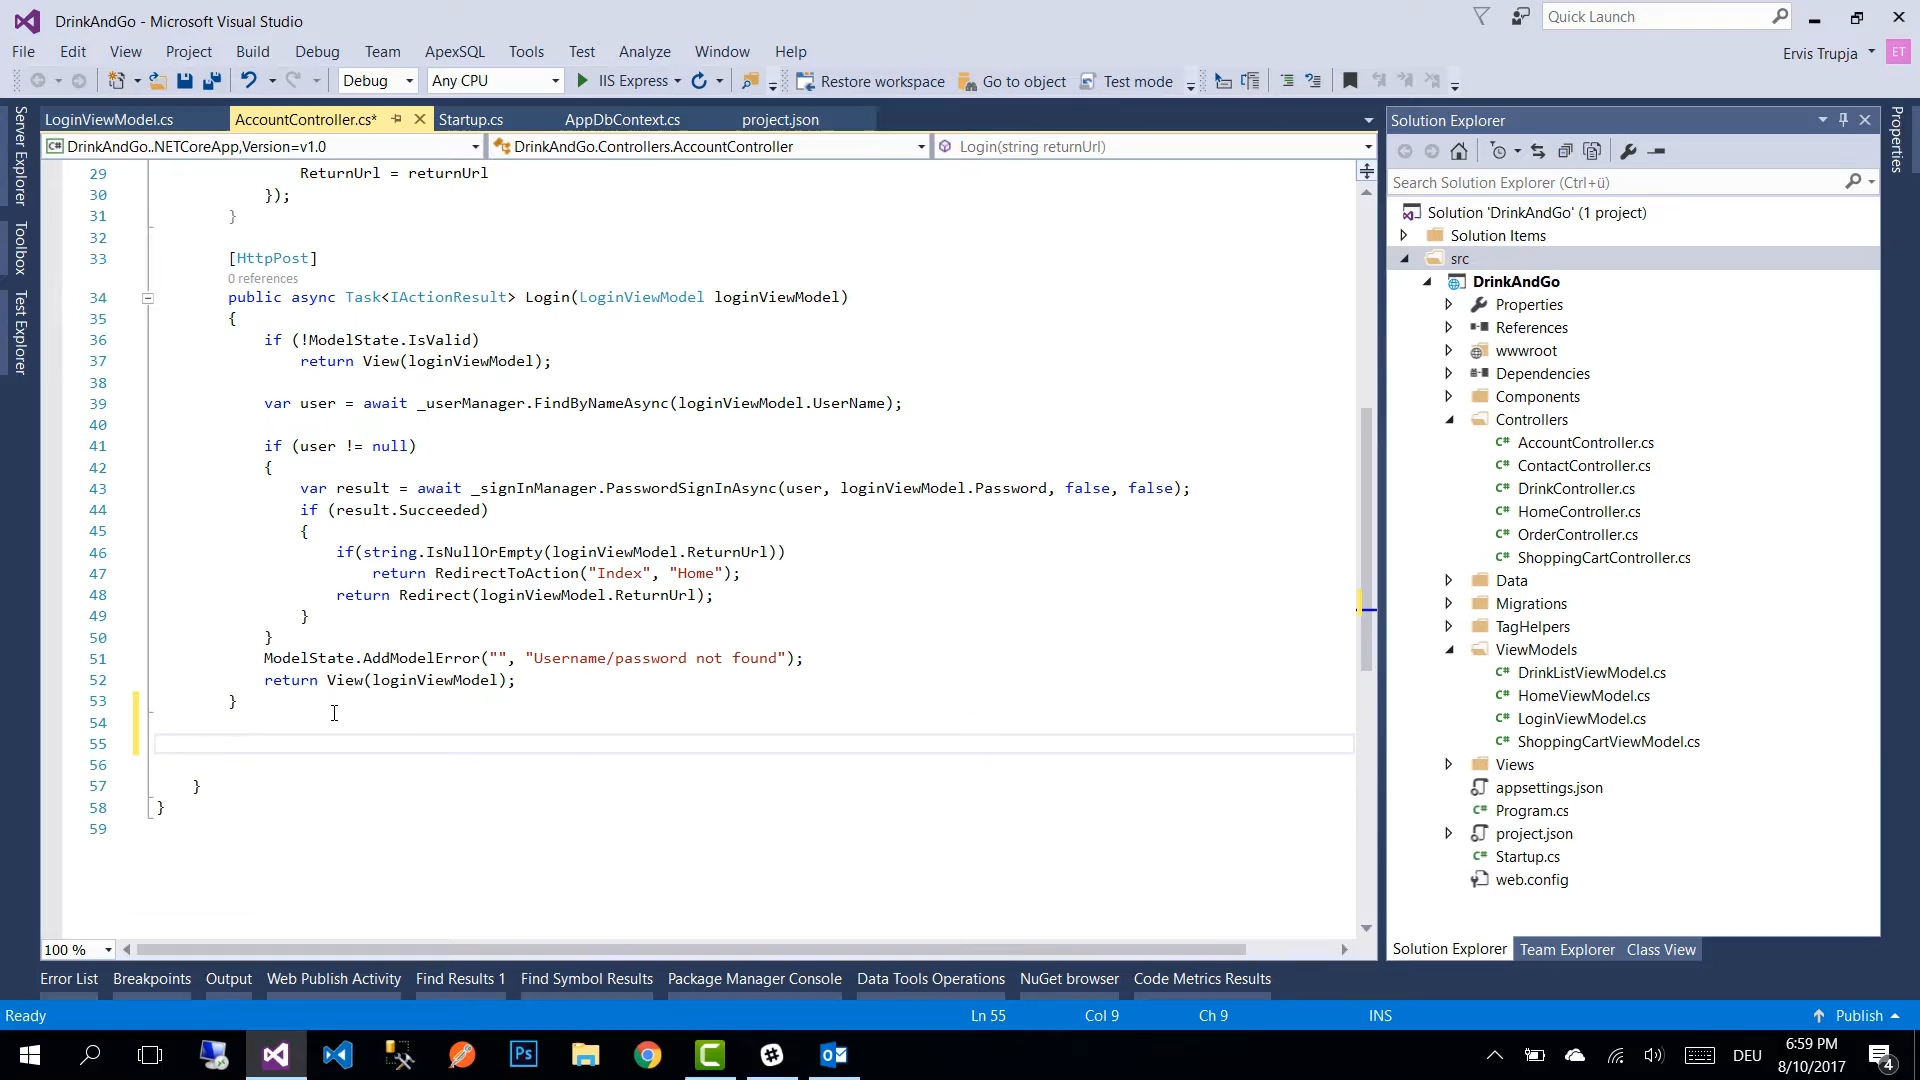 DrinkAndGo - Microsoft Visual Studio
Quick Launch
File Edit View Project Build Debug Team ApexSQL Tools Test Analyze Window Help
Ervis Trupja ET
Debug Any CPU IIS Express Restore workspace Go to object Test mode
Server Explorer
Toolbox
Test Explorer
LoginViewModel.cs AccountController.cs* Startup.cs AppDbContext.cs project.json
DrinkAndGo..NETCoreApp,Version=v1.0 DrinkAndGo.Controllers.AccountController Login(string returnUrl)
29 ReturnUrl = returnUrl
30 });
31 }
32
33 [HttpPost]
0 references
34 public async Task<IActionResult> Login(LoginViewModel loginViewModel)
35 {
36 if (!ModelState.IsValid)
37 return View(loginViewModel);
38
39 var user = await _userManager.FindByNameAsync(loginViewModel.UserName);
40
41 if (user != null)
42 {
43 var result = await _signInManager.PasswordSignInAsync(user, loginViewModel.Password, false, false);
44 if (result.Succeeded)
45 {
46 if(string.IsNullOrEmpty(loginViewModel.ReturnUrl))
47 return RedirectToAction("Index", "Home");
48 return Redirect(loginViewModel.ReturnUrl);
49 }
50 }
51 ModelState.AddModelError("", "Username/password not found");
52 return View(loginViewModel);
53 }
54
55
56
57 }
58 }
59
100 %
Solution Explorer
Search Solution Explorer (Ctrl+ü)
Solution 'DrinkAndGo' (1 project)
Solution Items
src
DrinkAndGo
Properties
References
wwwroot
Dependencies
Components
Controllers
AccountController.cs
ContactController.cs
DrinkController.cs
HomeController.cs
OrderController.cs
ShoppingCartController.cs
Data
Migrations
TagHelpers
ViewModels
DrinkListViewModel.cs
HomeViewModel.cs
LoginViewModel.cs
ShoppingCartViewModel.cs
Views
appsettings.json
Program.cs
project.json
Startup.cs
web.config
Solution Explorer Team Explorer Class View
Properties
Error List Breakpoints Output Web Publish Activity Find Results 1 Find Symbol Results Package Manager Console Data Tools Operations NuGet browser Code Metrics Results
Ready Ln 55 Col 9 Ch 9 INS Publish
Ps
DEU
6:59 PM
8/10/2017
4